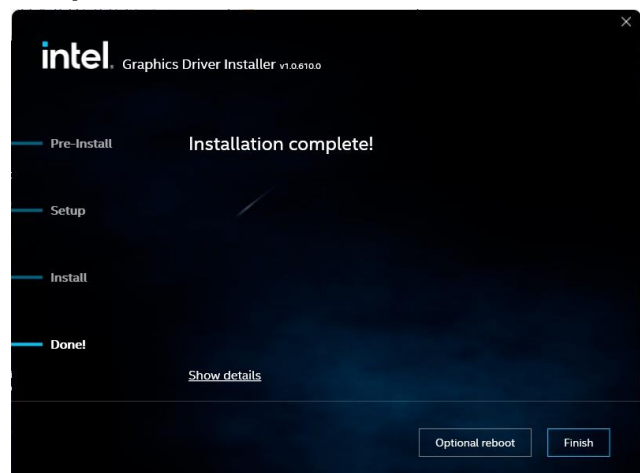 intel. Graphics Driver Installer v1.0.610.0
Pre-Install
Installation complete!
Setup
Install
Done!
Show details
Optional reboot
Finish